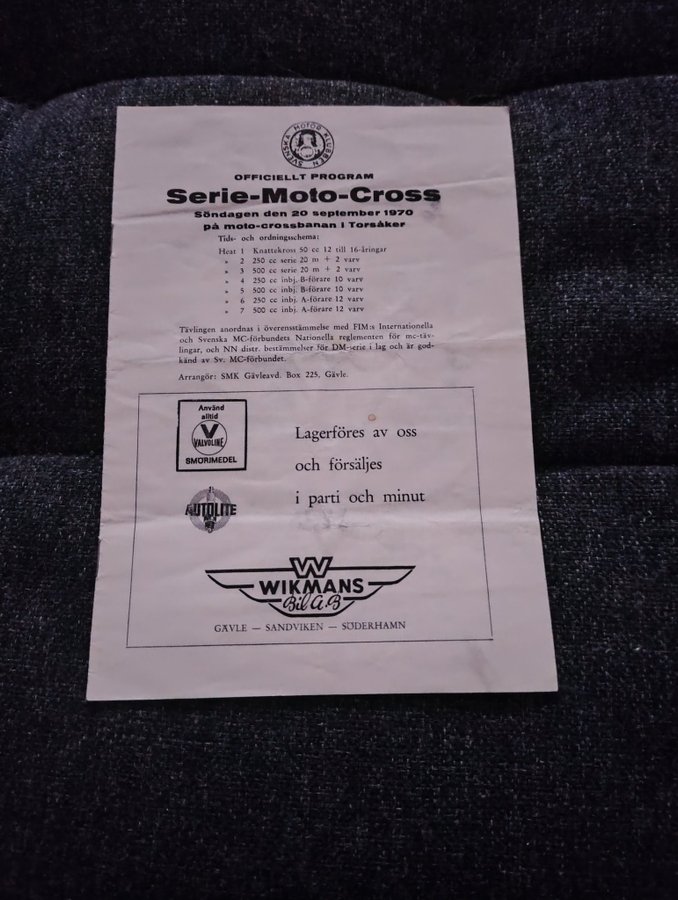 SVENSKA MOTOR KLUBBEN
OFFICIELLT PROGRAM
Serie-Moto-Cross
Söndagen den 20 september 1970
på moto-crossbanan i Torsåker
Tids- och ordningsschema:
Heat 1 Knattekross 50 cc 12 till 16-åringar
» 2 250 cc serie 20 m + 2 varv
» 3 500 cc serie 20 m + 2 varv
» 4 250 cc inbj. B-förare 10 varv
» 5 500 cc inbj. B-förare 10 varv
» 6 250 cc inbj. A-förare 12 varv
» 7 500 cc inbj. A-förare 12 varv
Tävlingen anordnas i överensstämmelse med FIM:s Internationella
och Svenska MC-förbundets Nationella reglementen för mc-täv-
lingar, och NN distr. bestämmelser för DM-serie i lag och är god-
känd av Sv. MC-förbundet.
Arrangör: SMK Gävleavd. Box 225, Gävle.
Använd
alltid
V
VALVOLINE
SMÖRJMEDEL
AUTOLITE
Lagerföres av oss
och försäljes
i parti och minut
W
WIKMANS
Bil AB
GÄVLE — SANDVIKEN — SÖDERHAMN